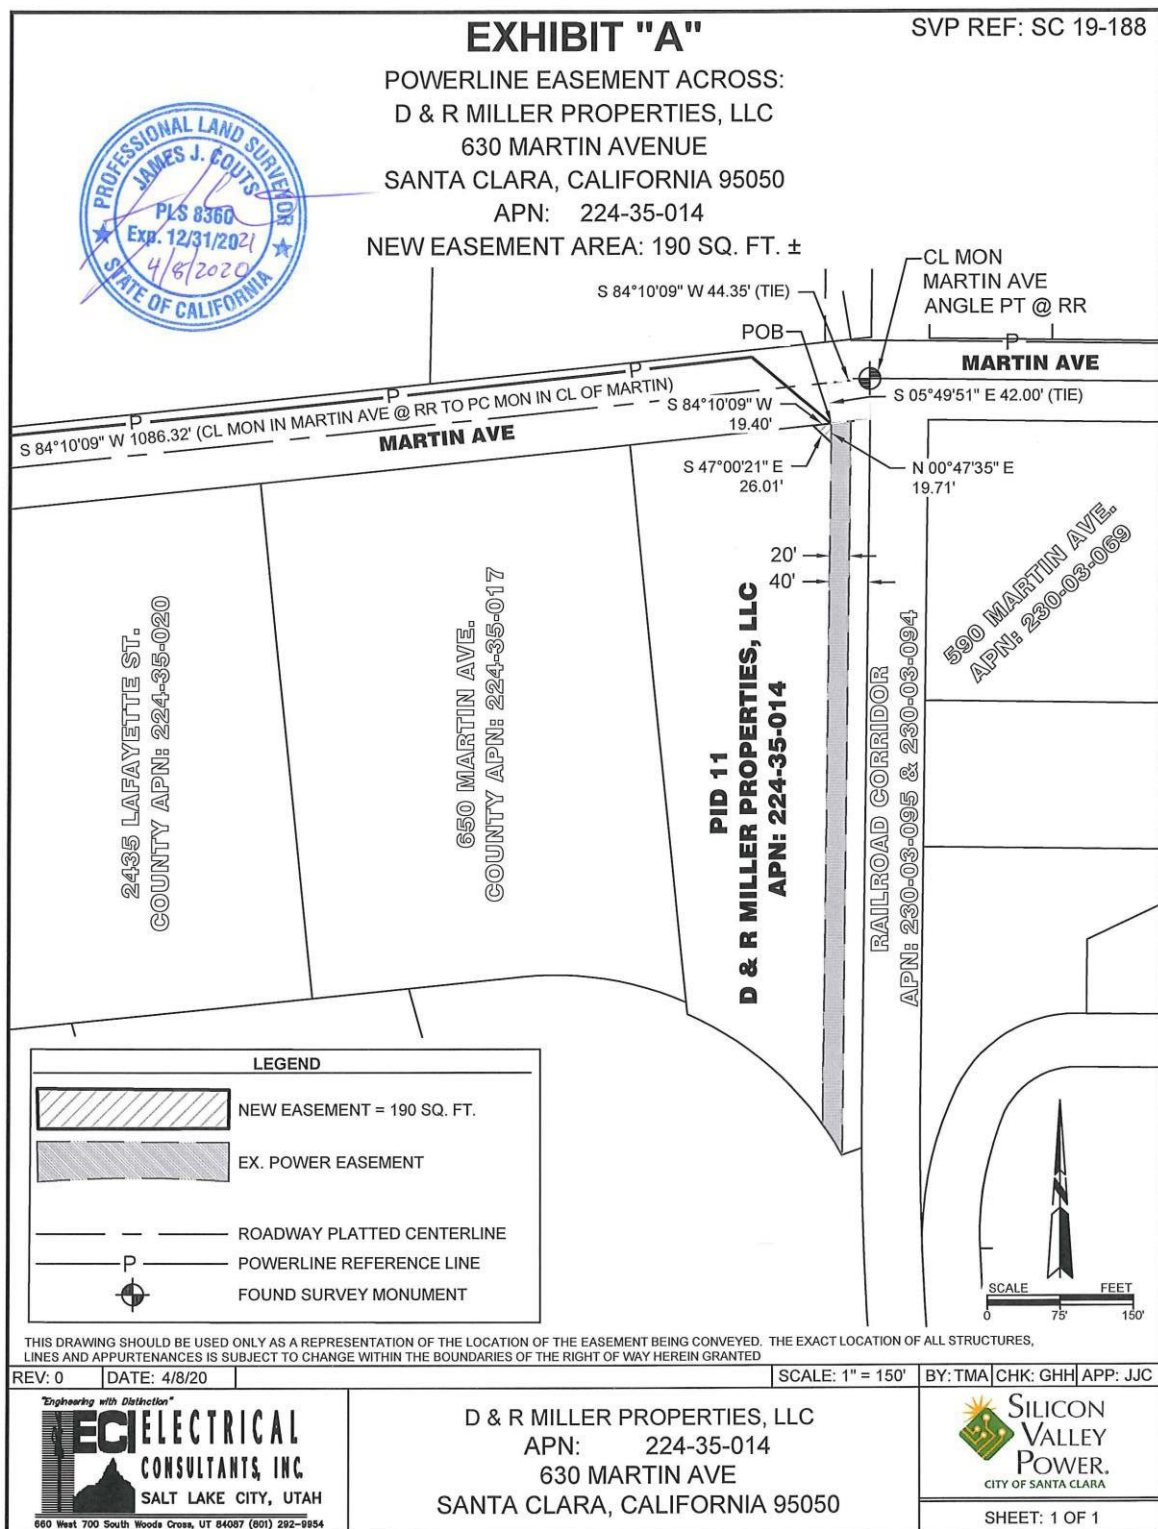 EXHIBIT "A"
SVP REF: SC 19-188
POWERLINE EASEMENT ACROSS:
D & R MILLER PROPERTIES, LLC
630 MARTIN AVENUE
SANTA CLARA, CALIFORNIA 95050
APN: 224-35-014
NEW EASEMENT AREA: 190 SQ. FT. ±
PROFESSIONAL LAND SURVEYOR
JAMES J. COUTS
PLS 8360
Exp. 12/31/2021
4/8/2020
STATE OF CALIFORNIA
CL MON
MARTIN AVE
ANGLE PT @ RR
S 84°10'09" W 44.35' (TIE)
POB
P
MARTIN AVE
S 05°49'51" E 42.00' (TIE)
P
P
P
S 84°10'09" W 1086.32' (CL MON IN MARTIN AVE @ RR TO PC MON IN CL OF MARTIN)
MARTIN AVE
S 84°10'09" W
19.40'
S 47°00'21" E
26.01'
N 00°47'35" E
19.71'
20'
40'
2435 LAFAYETTE ST.
COUNTY APN: 224-35-020
650 MARTIN AVE.
COUNTY APN: 224-35-017
PID 11
D & R MILLER PROPERTIES, LLC
APN: 224-35-014
RAILROAD CORRIDOR
APN: 230-03-095 & 230-03-094
590 MARTIN AVE.
APN: 230-03-069
LEGEND
NEW EASEMENT = 190 SQ. FT.
EX. POWER EASEMENT
ROADWAY PLATTED CENTERLINE
P POWERLINE REFERENCE LINE
FOUND SURVEY MONUMENT
N
SCALE FEET
0 75' 150'
THIS DRAWING SHOULD BE USED ONLY AS A REPRESENTATION OF THE LOCATION OF THE EASEMENT BEING CONVEYED. THE EXACT LOCATION OF ALL STRUCTURES,
LINES AND APPURTENANCES IS SUBJECT TO CHANGE WITHIN THE BOUNDARIES OF THE RIGHT OF WAY HEREIN GRANTED
REV: 0 DATE: 4/8/20 SCALE: 1" = 150' BY: TMA CHK: GHH APP: JJC
"Engineering with Distinction"
ECI ELECTRICAL
CONSULTANTS, INC.
SALT LAKE CITY, UTAH
660 West 700 South Woods Cross, UT 84087 (801) 292-9954
D & R MILLER PROPERTIES, LLC
APN: 224-35-014
630 MARTIN AVE
SANTA CLARA, CALIFORNIA 95050
SILICON
VALLEY
POWER.
CITY OF SANTA CLARA
SHEET: 1 OF 1